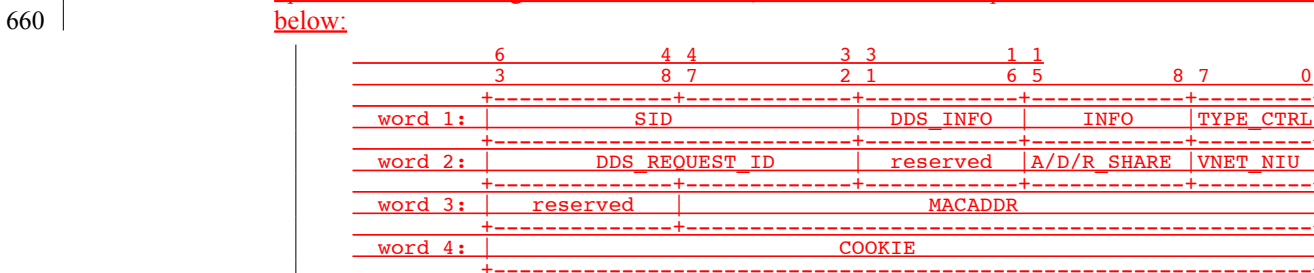 660
below:
6 4 4 3 3 1 1
3 8 7 2 1 6 5 8 7 0
+---------------+--------------+-------------+-------------+----------
word 1: | SID | DDS_INFO | INFO |TYPE_CTRL
+---------------+--------------+-------------+-------------+----------
word 2: | DDS_REQUEST_ID | reserved |A/D/R_SHARE |VNET_NIU
+---------------+--------------+-------------+-------------+----------
word 3: | reserved | MACADDR
+---------------+-----------------------------------------------------
word 4: | COOKIE
+---------------------------------------------------------------------